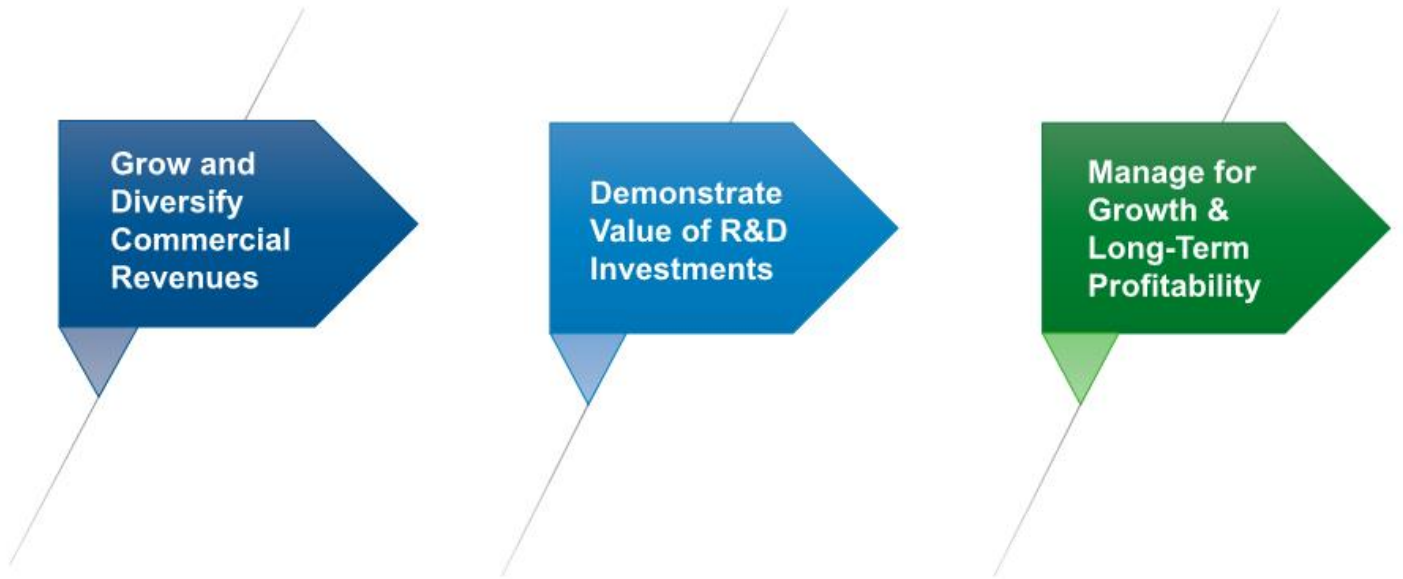 Grow and
Diversify
Commercial
Revenues
Demonstrate
Value of R&D
Investments
Manage for
Growth &
Long-Term
Profitability